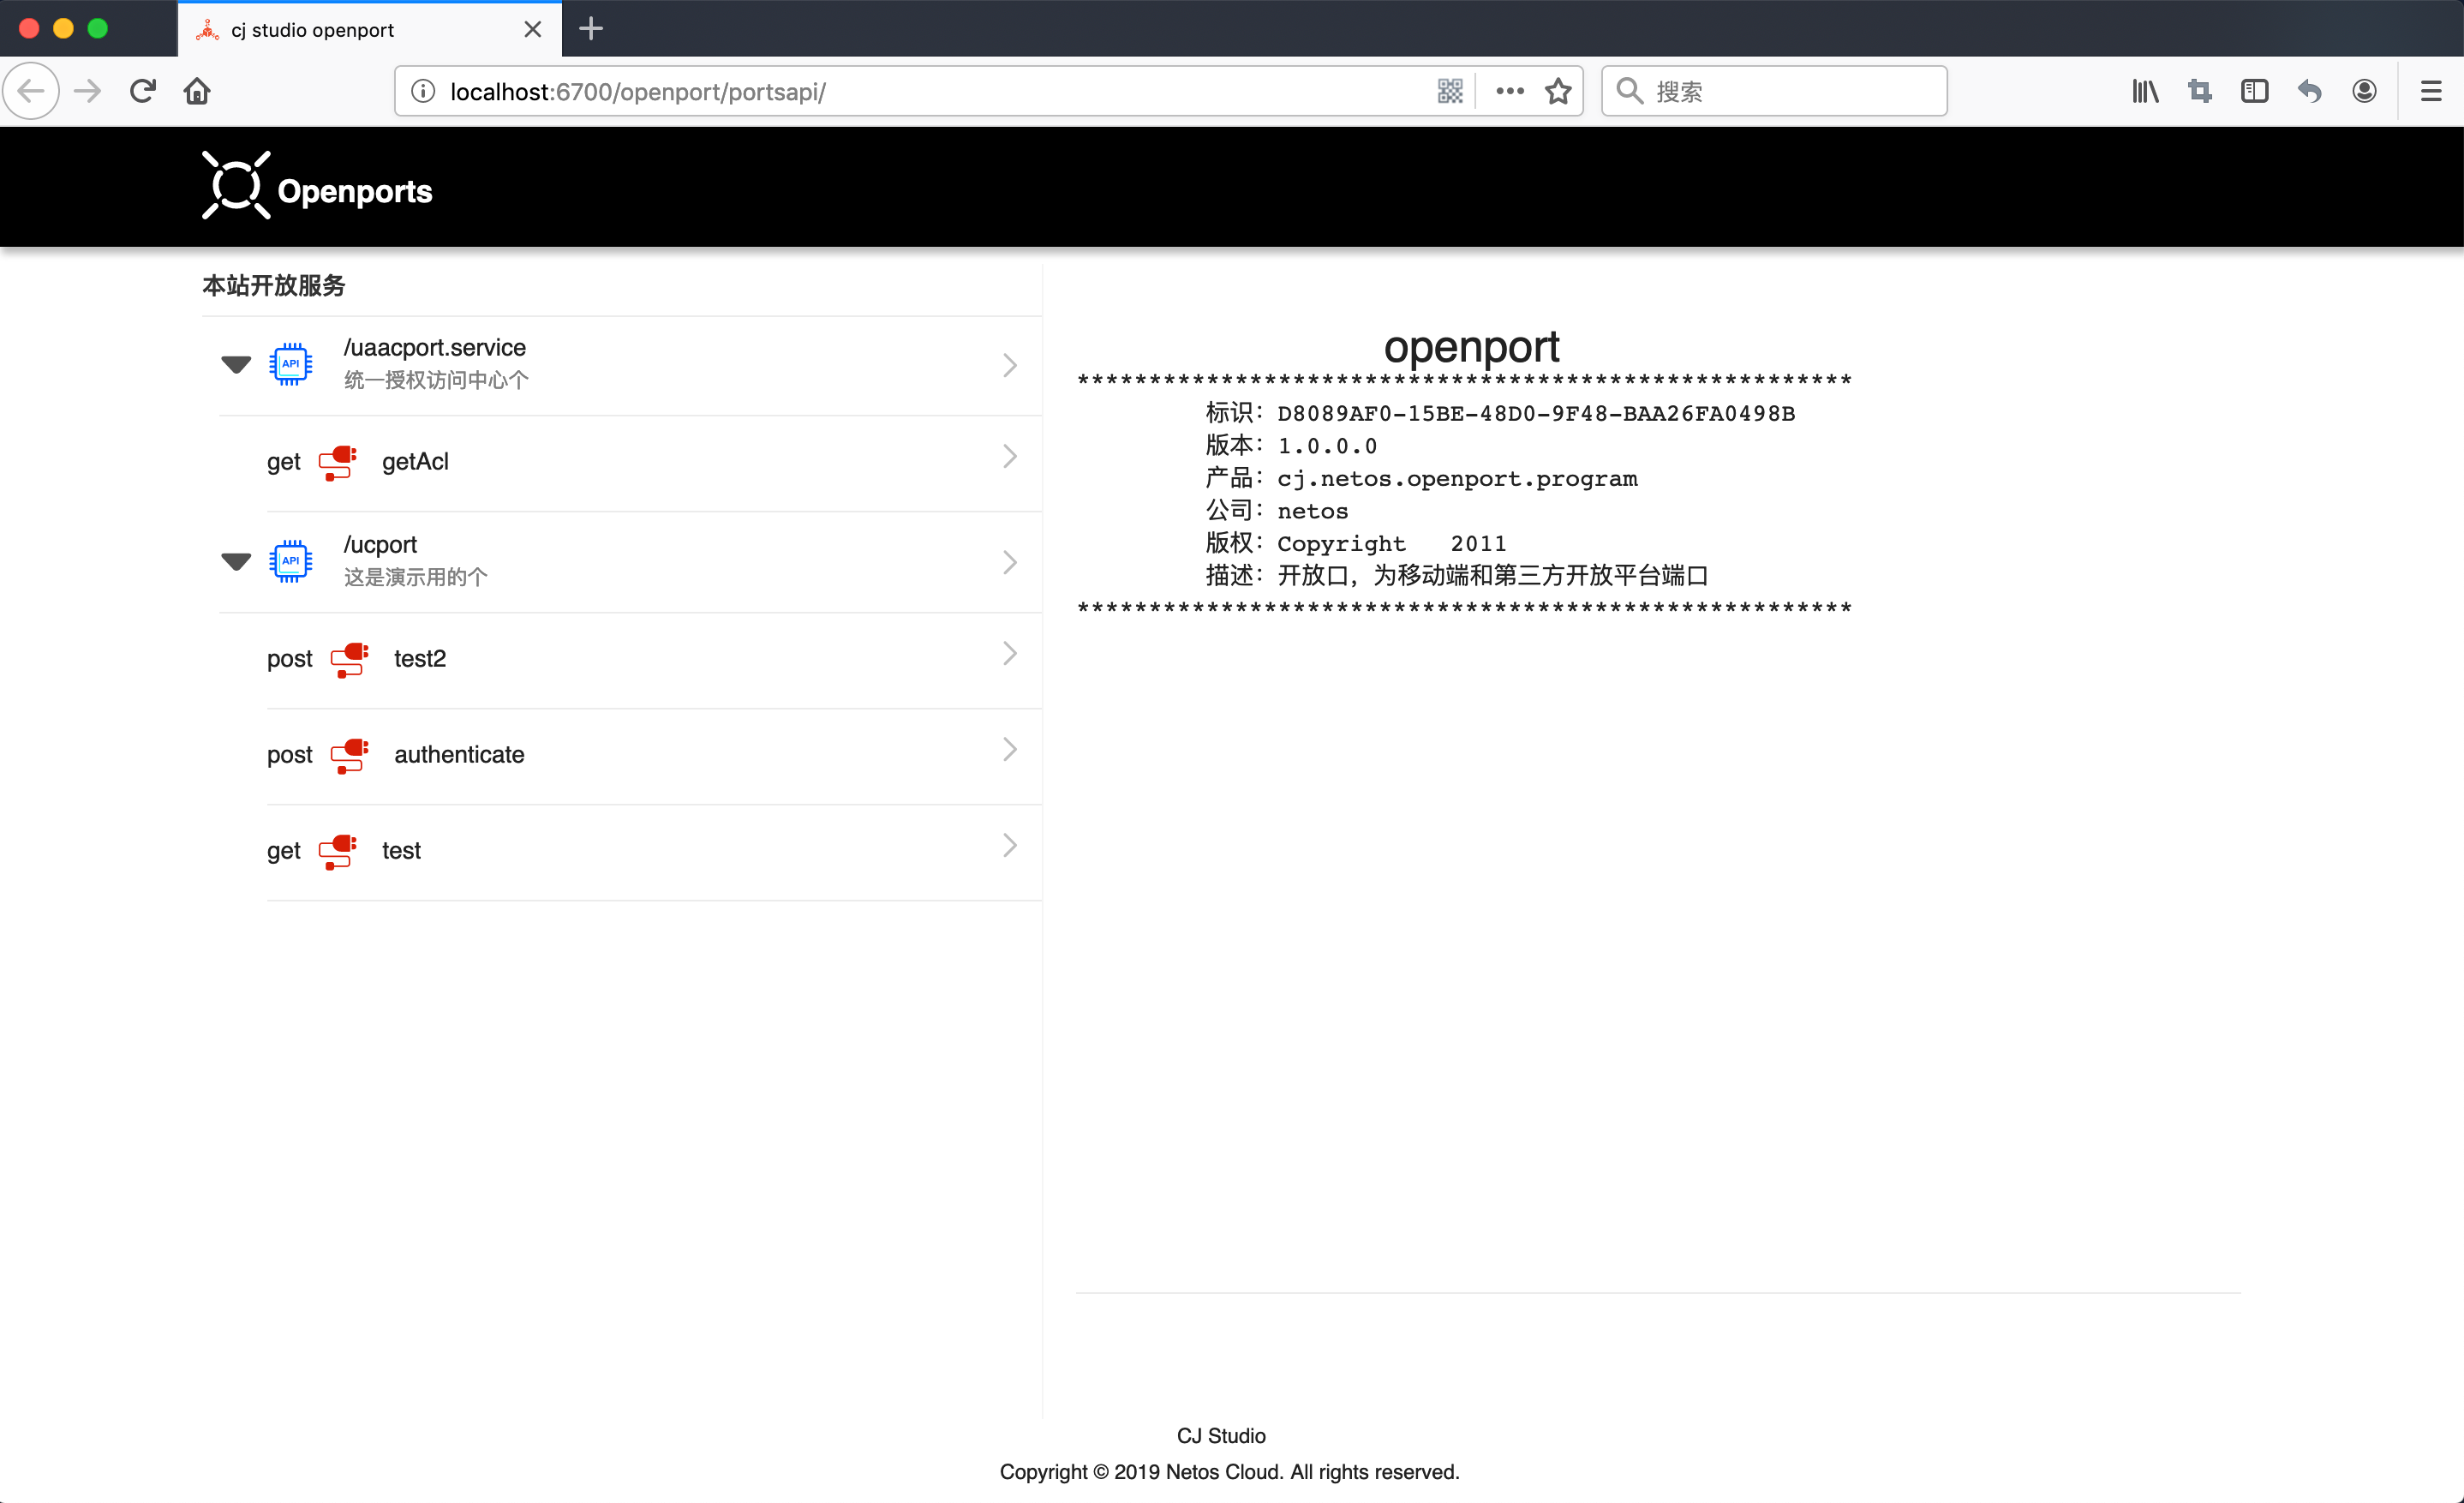 cj studio openport
localhost:6700/openport/portsapi/
搜索
Openports
本站开放服务
API
/uaacport.service
统一授权访问中心个
get getAcl
API
/ucport
这是演示用的个
post test2
post authenticate
get test
openport
******************************************************
标识：D8089AF0-15BE-48D0-9F48-BAA26FA0498B
版本：1.0.0.0
产品：cj.netos.openport.program
公司：netos
版权：Copyright 2011
描述：开放口，为移动端和第三方开放平台端口
******************************************************
CJ Studio
Copyright © 2019 Netos Cloud. All rights reserved.